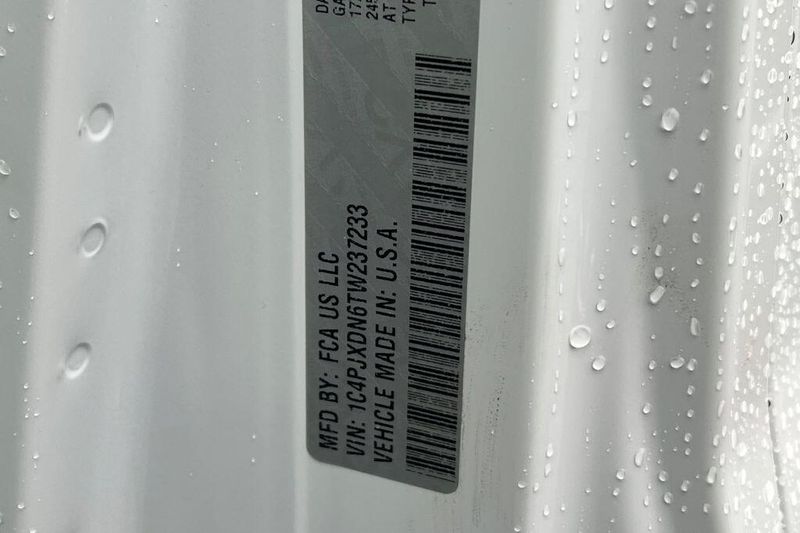 MFD BY: FCA US LLC
VIN: 1C4PJXDN6TW237233
VEHICLE MADE IN: U.S.A.